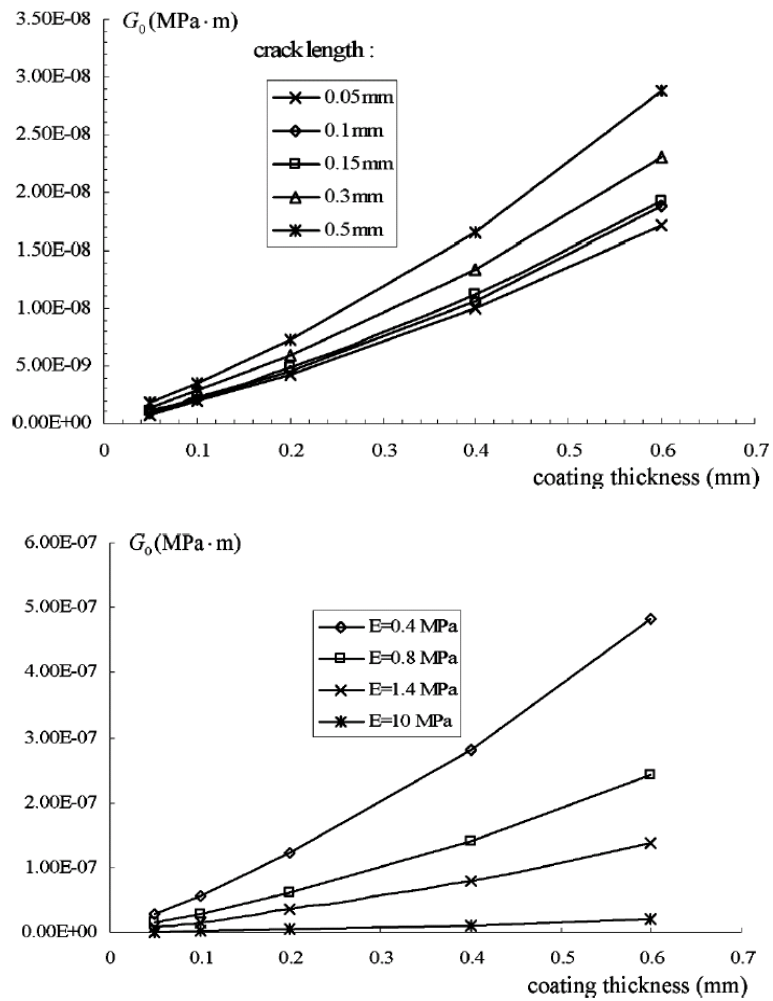 G₀ (MPa · m)
3.50E-08
3.00E-08
2.50E-08
2.00E-08
1.50E-08
1.00E-08
5.00E-09
0.00E+00
crack length :
0.05mm
0.1mm
0.15mm
0.3mm
0.5mm
0 0.1 0.2 0.3 0.4 0.5 0.6 0.7
coating thickness (mm)
G₀ (MPa · m)
6.00E-07
5.00E-07
4.00E-07
3.00E-07
2.00E-07
1.00E-07
0.00E+00
E=0.4 MPa
E=0.8 MPa
E=1.4 MPa
E=10 MPa
0 0.1 0.2 0.3 0.4 0.5 0.6 0.7
coating thickness (mm)